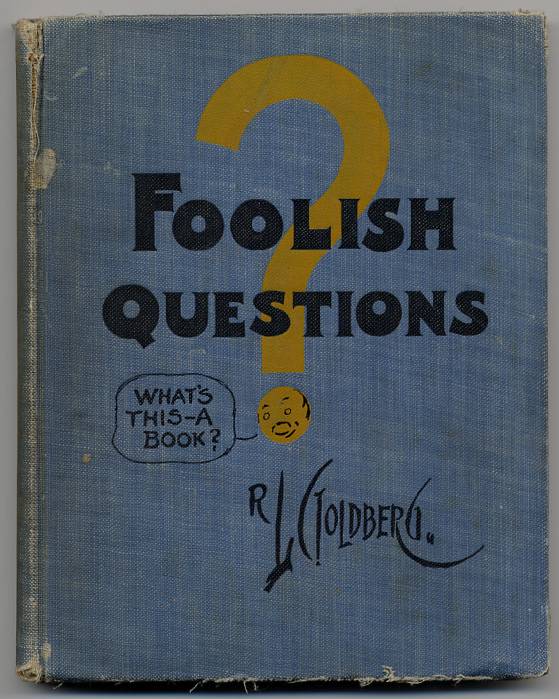 FOOLISH
QUESTIONS
WHAT'S
THIS-A
BOOK?
R L GOLDBERG